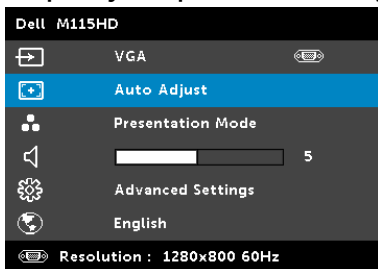 Dell M115HD
VGA
Auto Adjust
Presentation Mode
5
Advanced Settings
English
Resolution : 1280x800 60Hz